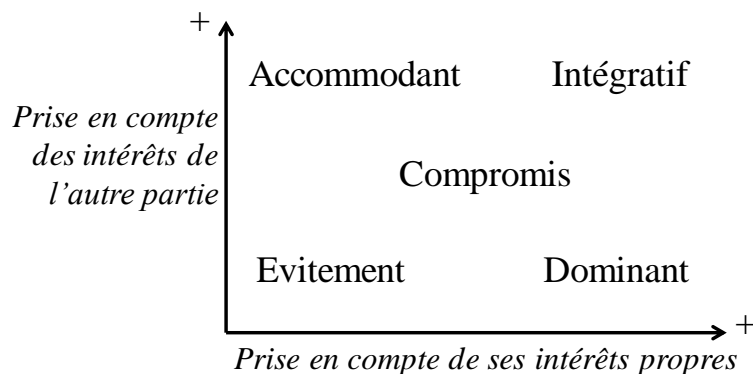 +
Accommodant Intégratif
Prise en compte
des intérêts de
l’autre partie
Compromis
Evitement Dominant
+
Prise en compte de ses intérêts propres